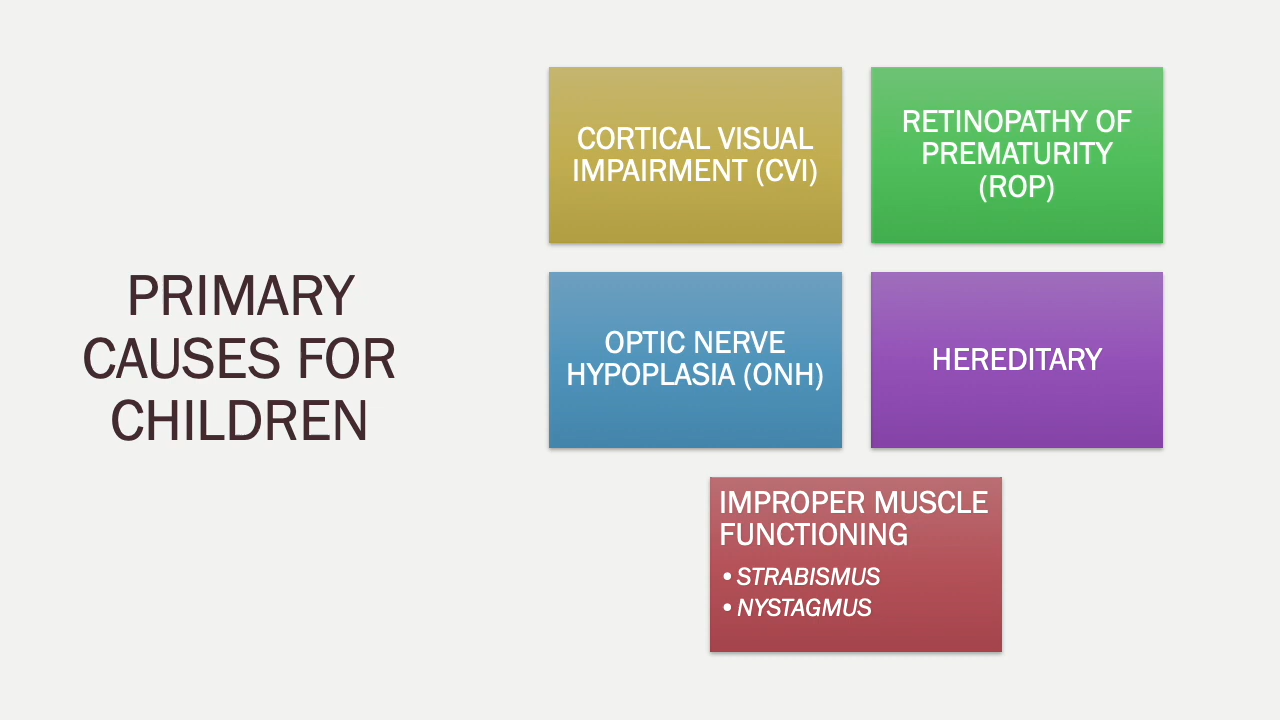 PRIMARY
CAUSES FOR
CHILDREN
CORTICAL VISUAL
IMPAIRMENT (CVI)
RETINOPATHY OF
PREMATURITY
(ROP)
OPTIC NERVE
HYPOPLASIA (ONH)
HEREDITARY
IMPROPER MUSCLE
FUNCTIONING
• STRABISMUS
• NYSTAGMUS